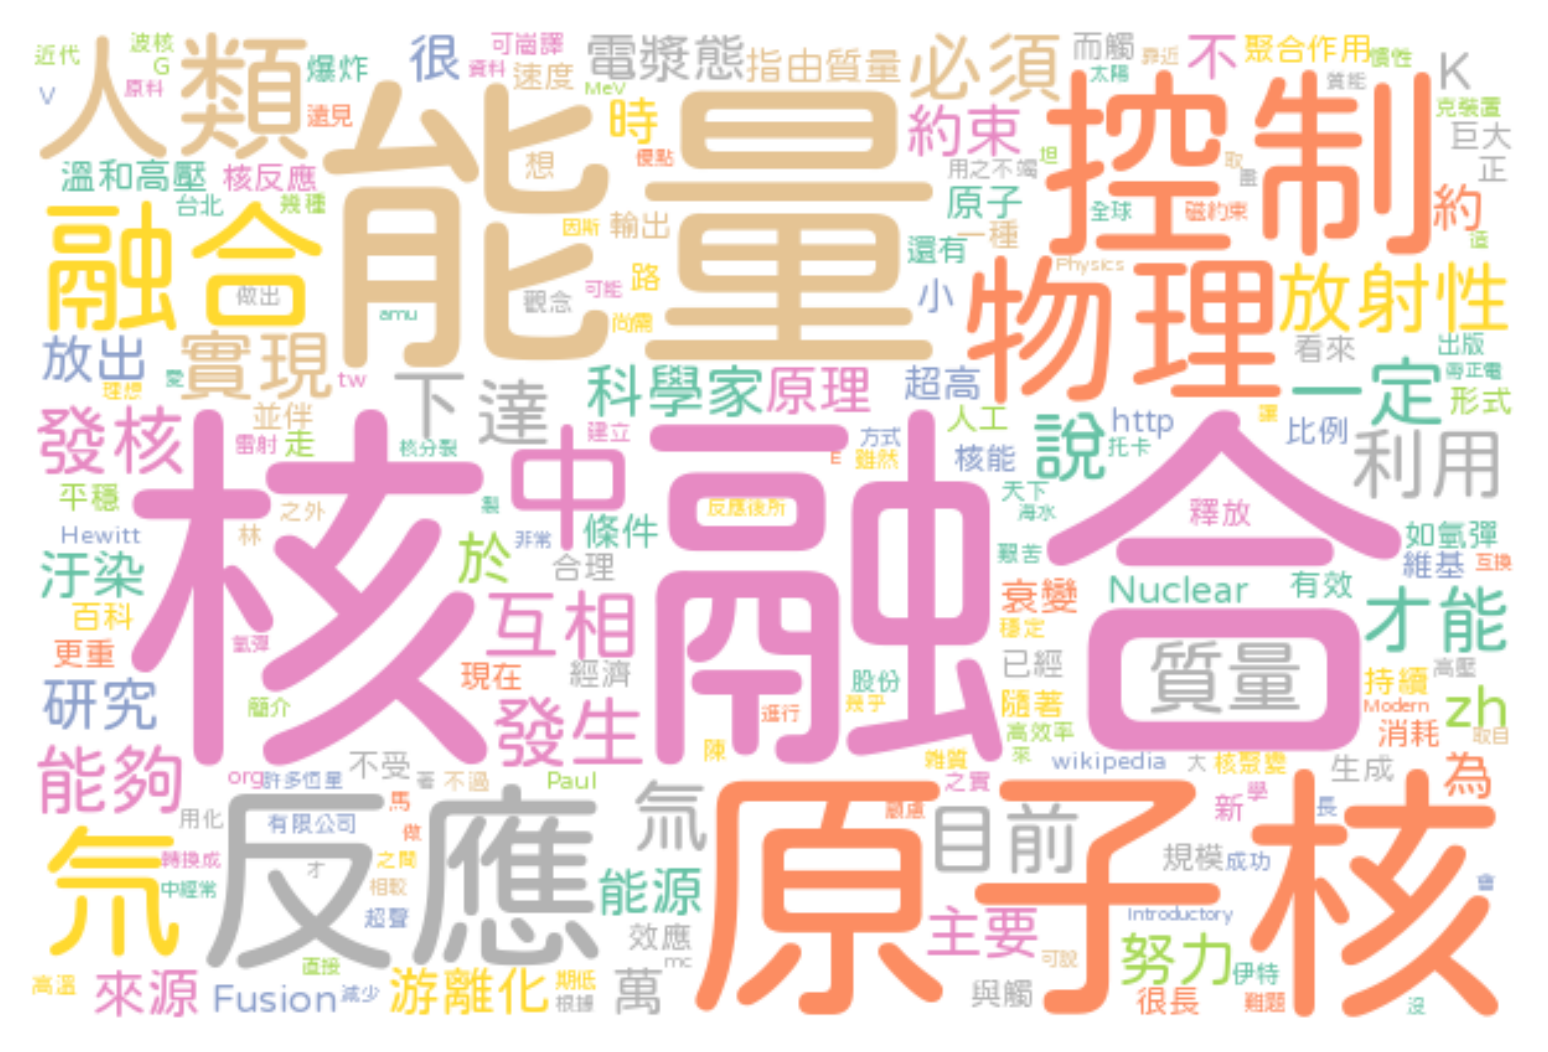 近代
波核
G
V
原料
人類
爆炸
遠見
很
可崗譯
資料
速度
電漿態
MeV
指由質量
必須
而觸
太陽
靠近
不
聚合作用
慣性
質能
K
克裝置
巨大
正
溫和高壓
核反應
台北
幾種
能量
想
時
優點
約束
用之不竭
坦
原子
一種
控制
取
全球
磁約束
約
融合
做出
因斯
輸出
觀念
可能
路
尚需
還有
小
Physics
物理
放射性
看來
出版
amu
放出
理想
實現
tw
下達
科學家
原理
超高
一定
帶正電
形式
發核
並伴
雷射
走
核分裂
建立
中
方式
雖然
E
人工
核能
說
http
托卡
比例
利用
平穩
之外
林
Hewitt
核融合
反應後所
天下
海水
釋放
如氫彈
維基
互換
汙染
於
非常
條件
合理
艱苦
Nuclear
有效
百科
更重
氫彈
互相
衰變
穩定
才能
研究
簡介
現在
經濟
股份
幾乎
進行
已經
隨著
質量
持續
高壓
Modern
zh
取自
消耗
發生
陳
高效率
來
能夠
org
許多恆星
不受
著
不過
Paul
雜質
wikipedia
之實
大
核聚變
生成
為
用化
有限公司
馬
做
氘
新
學
長
氚
轉換成
中經常
才
反應
之間
相較
超聲
能源
原子核
目前
規模
成功
會
主要
Introductory
效應
mc
高溫
來源
Fusion
直接
減少
游離化
期低
根據
萬
與觸
可說
努力
伊特
很長
難題
沒